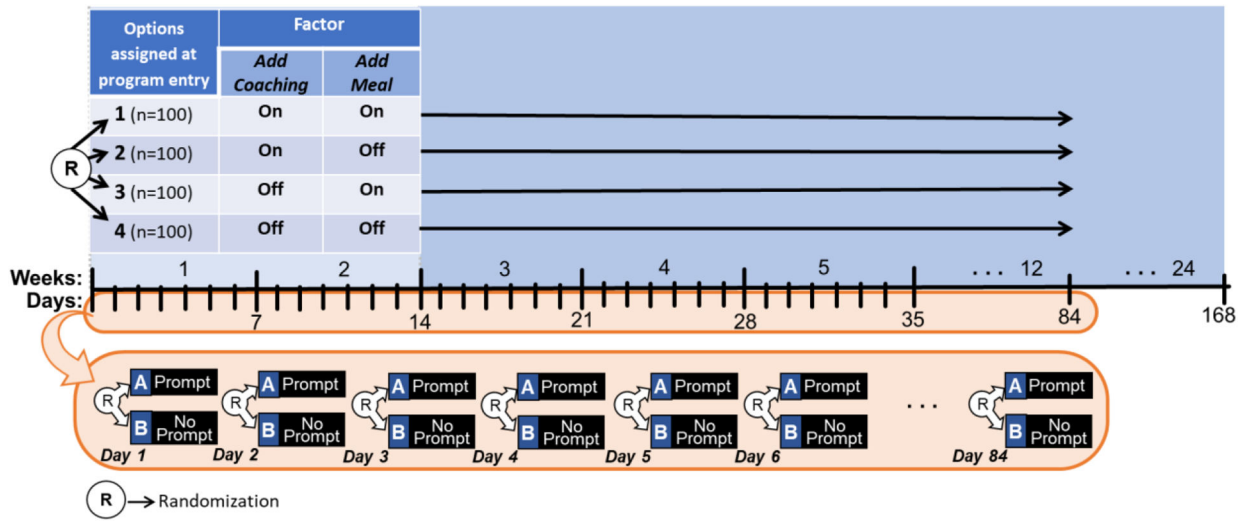 Options assigned at program entry
Factor
Add Coaching
Add Meal
1 (n=100) On On
2 (n=100) On Off
R
3 (n=100) Off On
4 (n=100) Off Off
Weeks: 1 2 3 4 5 ... 12 ... 24
Days: 7 14 21 28 35 84 168
R A Prompt
B No Prompt
Day 1
R A Prompt
B No Prompt
Day 2
R A Prompt
B No Prompt
Day 3
R A Prompt
B No Prompt
Day 4
R A Prompt
B No Prompt
Day 5
R A Prompt
B No Prompt
Day 6
...
R A Prompt
B No Prompt
Day 84
R Randomization